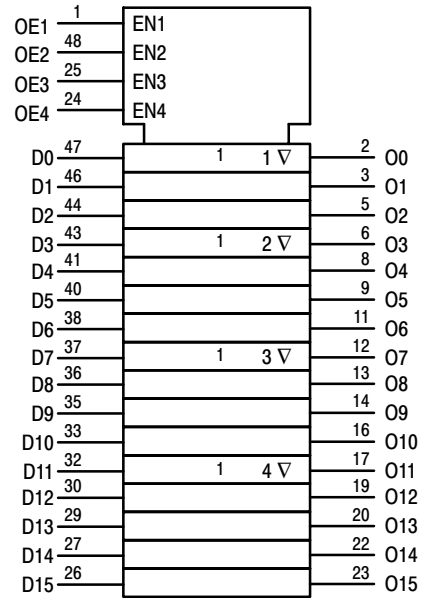 OE1 1 EN1
OE2 48 EN2
OE3 25 EN3
OE4 24 EN4
D0 47 1 1 ∇ 2 O0
D1 46 3 O1
D2 44 5 O2
D3 43 1 2 ∇ 6 O3
D4 41 8 O4
D5 40 9 O5
D6 38 11 O6
D7 37 1 3 ∇ 12 O7
D8 36 13 O8
D9 35 14 O9
D10 33 16 O10
D11 32 1 4 ∇ 17 O11
D12 30 19 O12
D13 29 20 O13
D14 27 22 O14
D15 26 23 O15